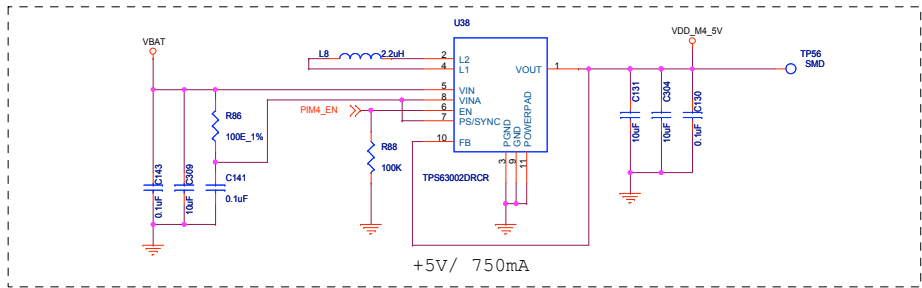 U38
VBAT
VDD_M4_5V
L8
2.2uH
TP56
SMD
2
L2
4
L1
VOUT
1
5
VIN
8
VINA
PIM4_EN
6
EN
7
PS/SYNC
10
FB
PGND
GND
POWERPAD
3
9
11
TPS63002DRCR
R86
100E_1%
R88
100K
C143
0.1uF
C309
10uF
C141
0.1uF
C131
10uF
C304
10uF
C130
0.1uF
+5V/ 750mA